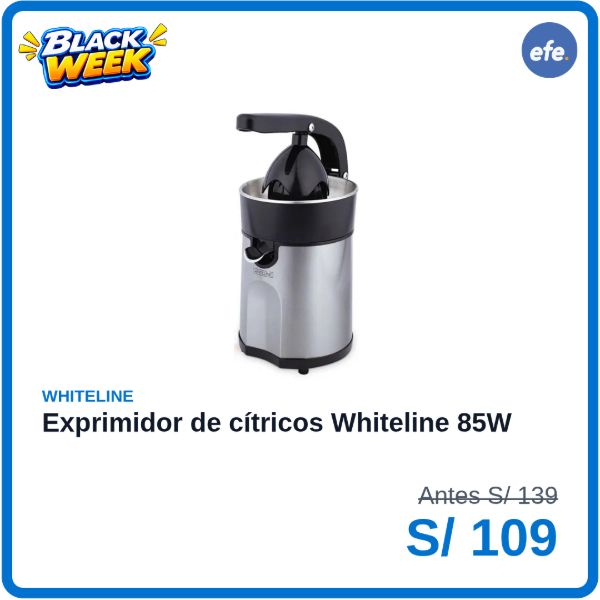 BLACK
WEEK
efe.
WHITELINE
Exprimidor de cítricos Whiteline 85W
Antes S/ 139
S/ 109